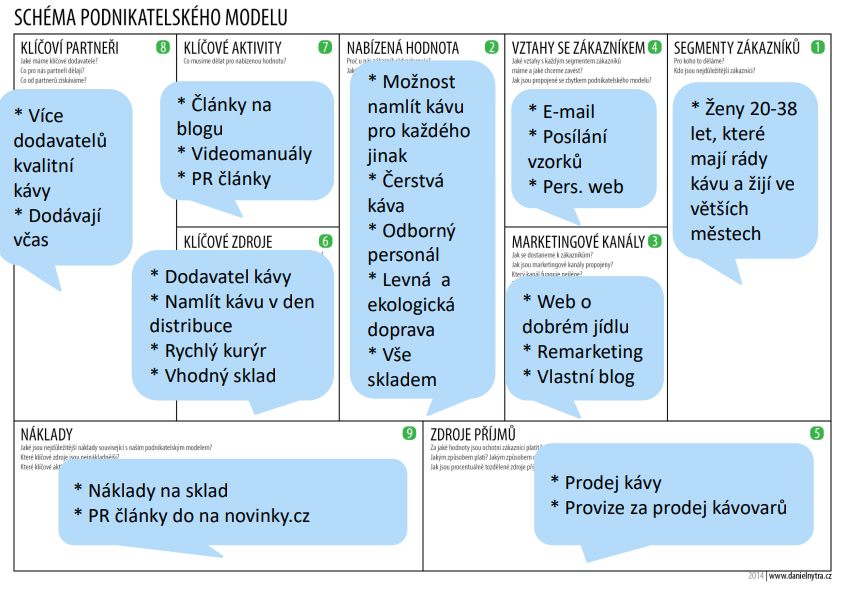 SCHÉMA PODNIKATELSKÉHO MODELU
KLÍČOVÍ PARTNEŘI 8
Jaké máme klíčové dodavatele?
Co pro nás partneři dělají?
Co od partnerů získáváme?
* Více
dodavatelů
kvalitní
kávy
* Dodávají
včas
KLÍČOVÉ AKTIVITY 7
Co musíme dělat pro nabízenou hodnotu?
* Články na
blogu
* Videomanuály
* PR články
KLÍČOVÉ ZDROJE 6
* Dodavatel kávy
* Namlít kávu v den
distribuce
* Rychlý kurýr
* Vhodný sklad
NABÍZENÁ HODNOTA 2
* Možnost
namlít kávu
pro každého
jinak
* Čerstvá
káva
* Odborný
personál
* Levná a
ekologická
doprava
* Vše
skladem
VZTAHY SE ZÁKAZNÍKEM 4
Jaké vztahy s každým segmentem zákazníků
máme a jaké chceme zavést?
Jak jsou propojené se zbytkem podnikatelského modelu?
* E-mail
* Posílání
vzorků
* Pers. web
MARKETINGOVÉ KANÁLY 3
Jak se dostaneme k zákazníkům?
Jak jsou marketingové kanály propojeny?
Který kanál funguje nejlépe?
* Web o
dobrém jídlu
* Remarketing
* Vlastní blog
SEGMENTY ZÁKAZNÍKŮ 1
Pro koho to děláme?
Kdo jsou nejdůležitější zákazníci?
* Ženy 20-38
let, které
mají rády
kávu a žijí ve
větších
městech
NÁKLADY 9
Jaké jsou nejdůležitější náklady související s naším podnikatelským modelem?
Které klíčové zdroje jsou nejnákladnější?
Které klíčové
* Náklady na sklad
* PR články do na novinky.cz
ZDROJE PŘÍJMŮ 5
Za jaké hodnoty jsou ochotni zákazníci platit?
Jakým způsobem platí? Jakým způsobem
Jak jsou procentuálně rozdělené zdroje
* Prodej kávy
* Provize za prodej kávovarů
2014 | www.danielnytra.cz